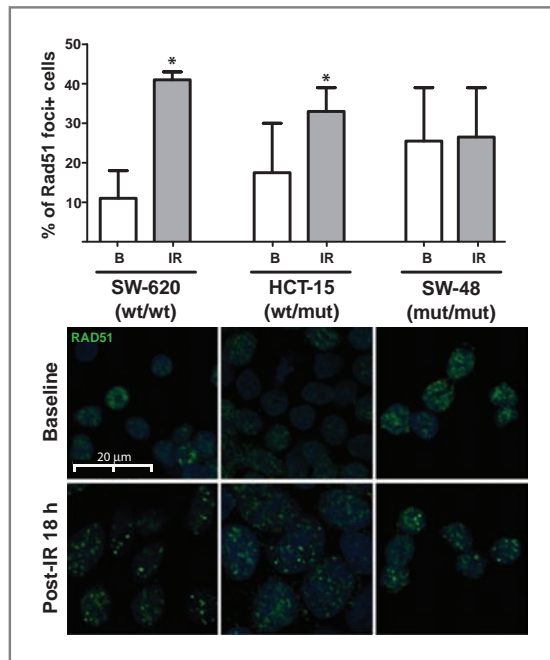 % of Rad51 foci+ cells
50
40
30
20
10
*
*
B IR B IR B IR
SW-620 HCT-15 SW-48
(wt/wt) (wt/mut) (mut/mut)
RAD51
Baseline
20 µm
Post-IR 18 h